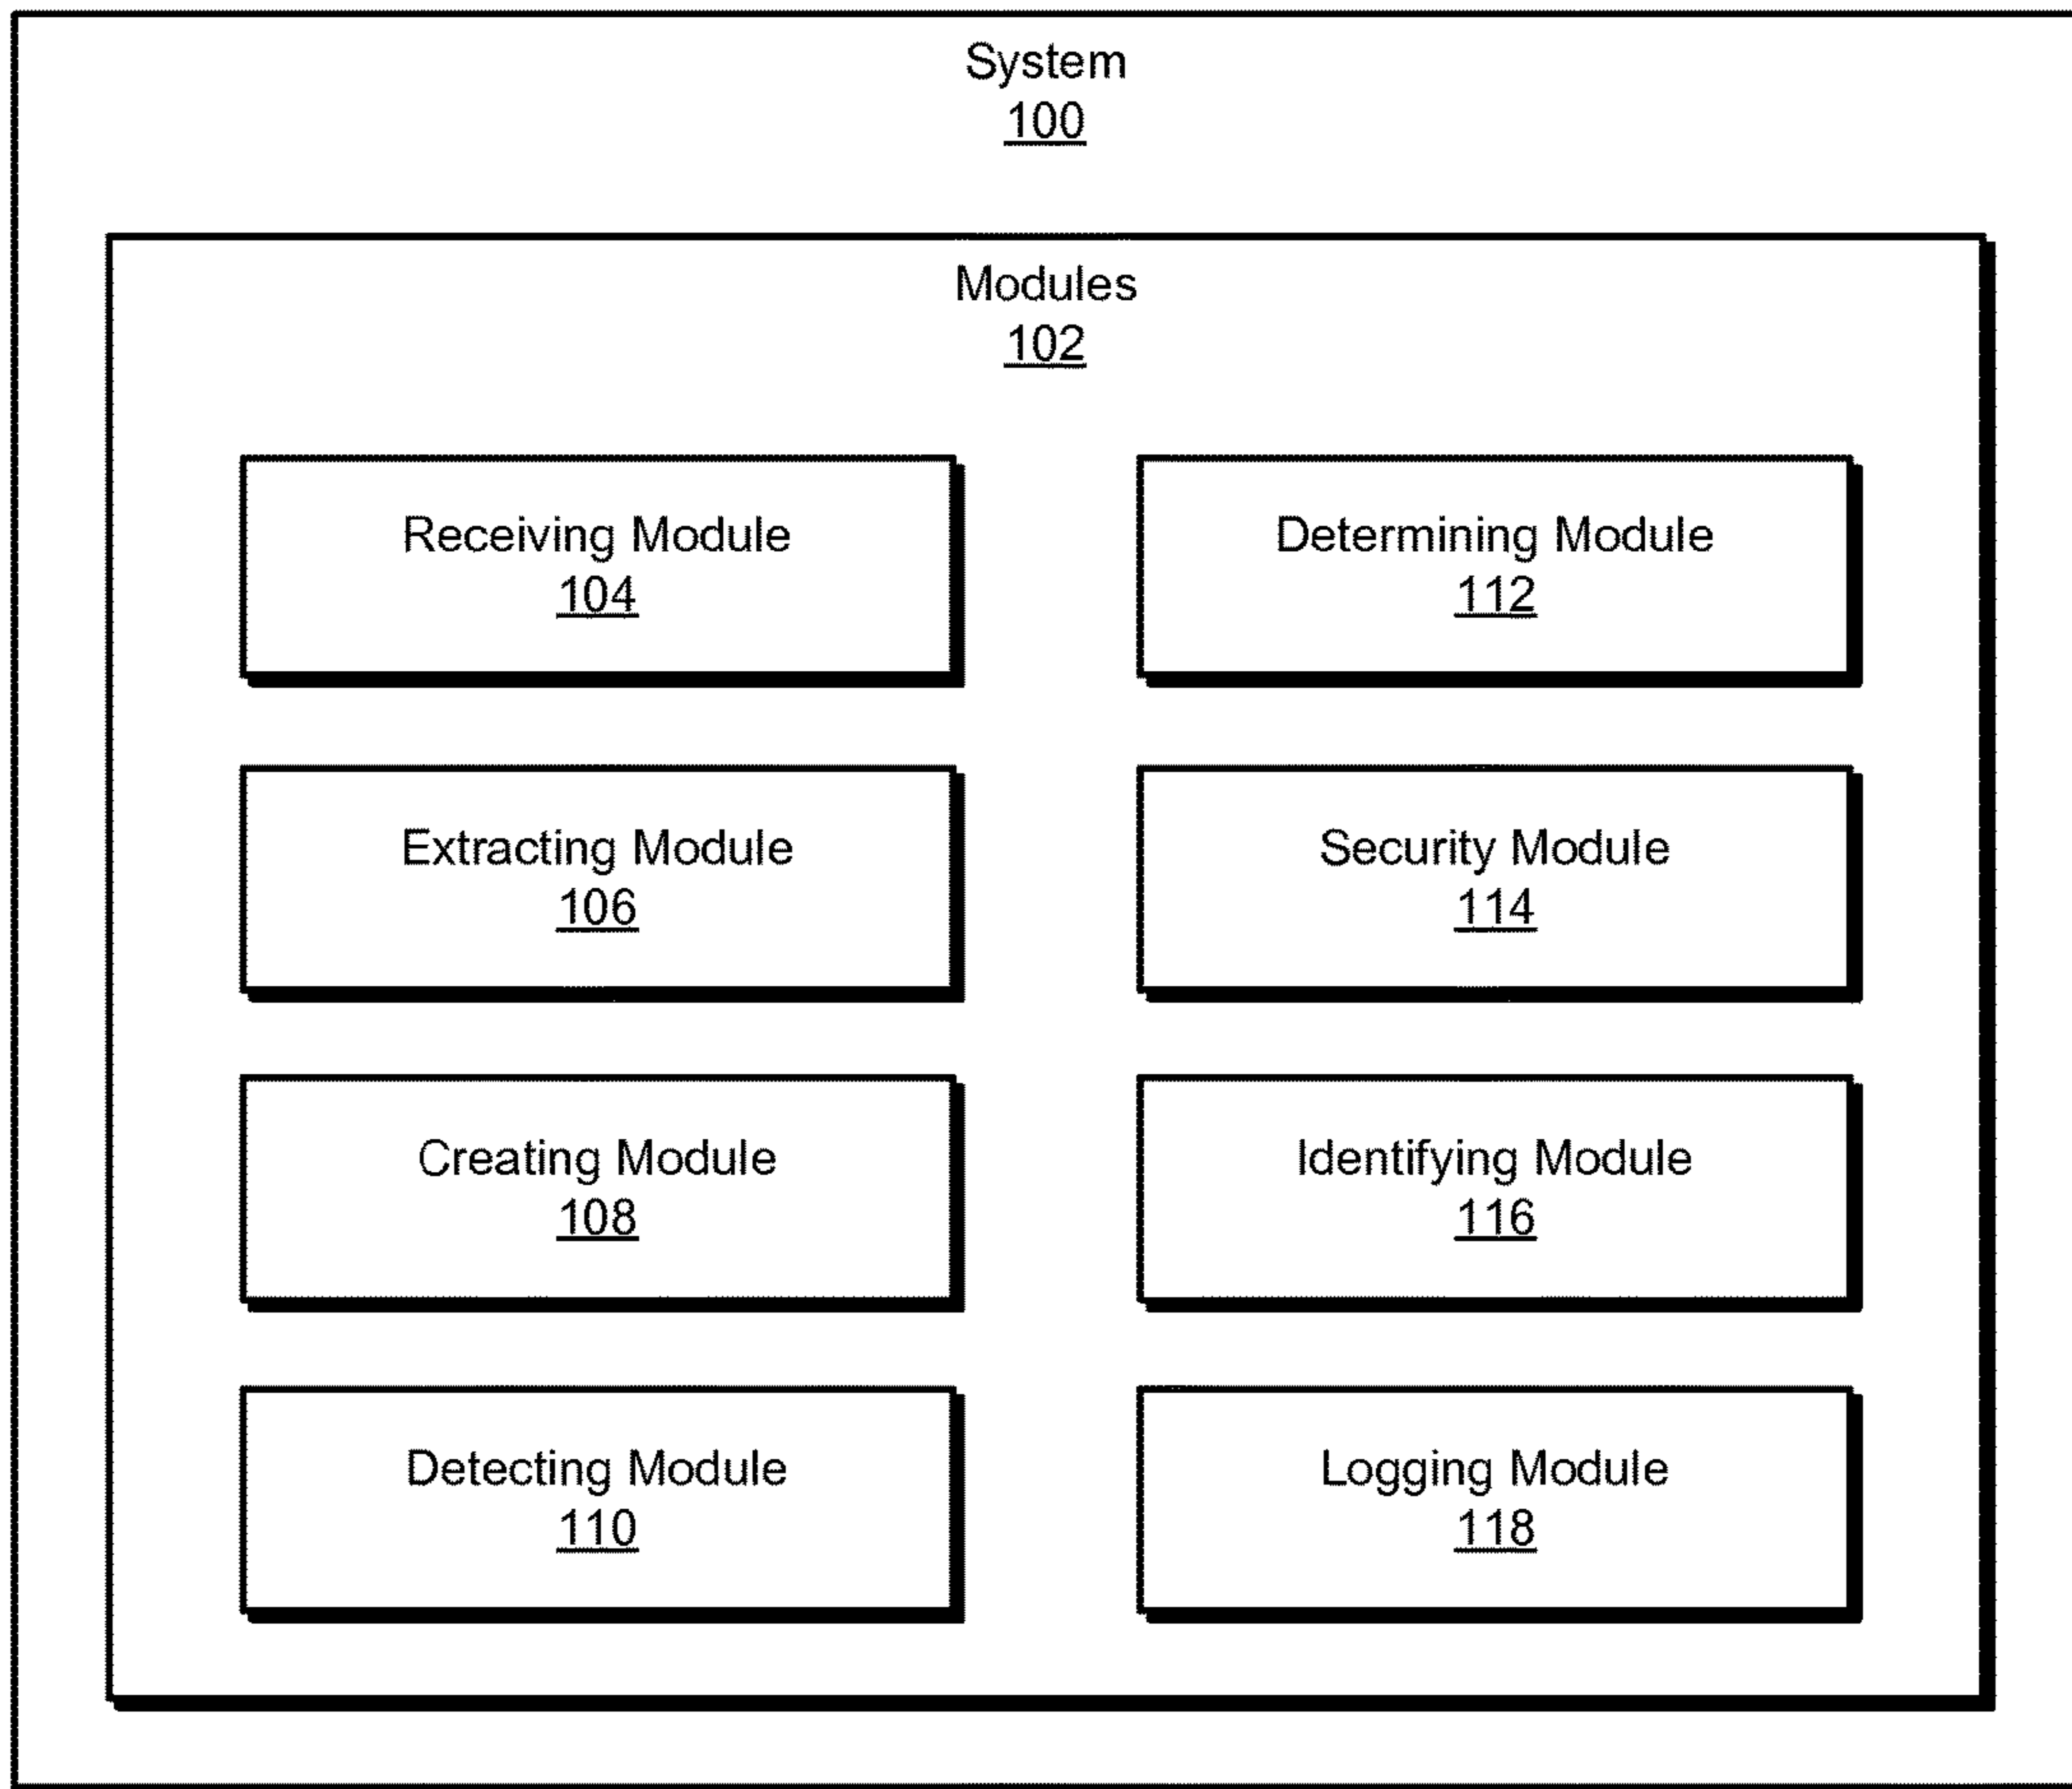 System
100
Modules
102
Receiving Module
104
Determining Module
112
Extracting Module
106
Security Module
114
Creating Module
108
Identifying Module
116
Detecting Module
110
Logging Module
118